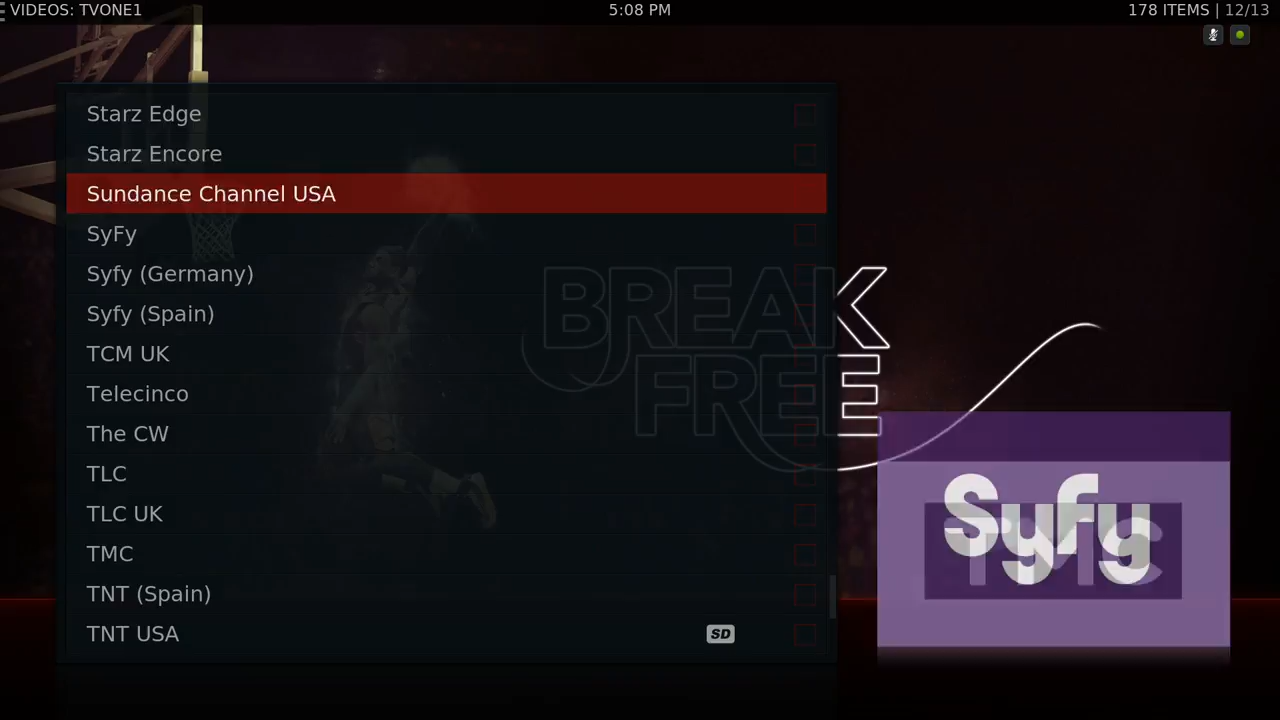 VIDEOS: TVONE1
5:08 PM
178 ITEMS | 12/13
Starz Edge
Starz Encore
Sundance Channel USA
SyFy
Syfy (Germany)
Syfy (Spain)
TCM UK
Telecinco
The CW
TLC
TLC UK
TMC
TNT (Spain)
TNT USA
SD
BREAK
FREE
Syfy
TMC